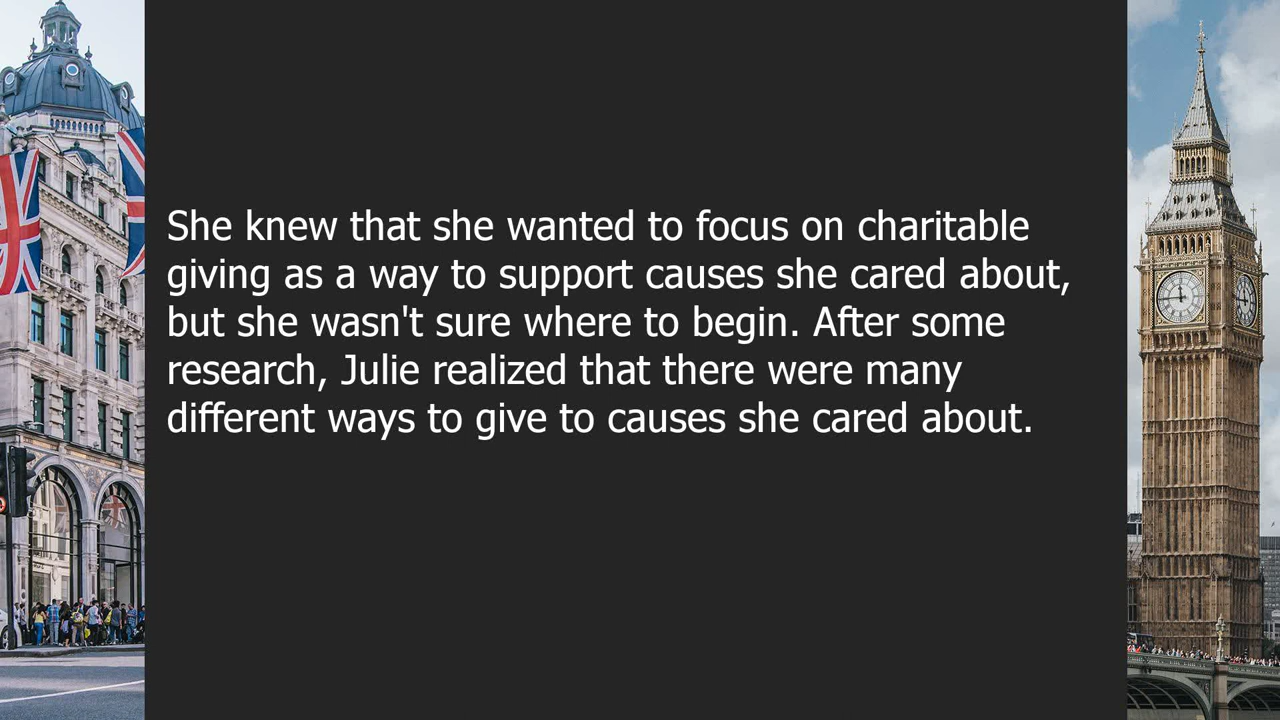 She knew that she wanted to focus on charitable
giving as a way to support causes she cared about,
but she wasn't sure where to begin. After some
research, Julie realized that there were many
different ways to give to causes she cared about.